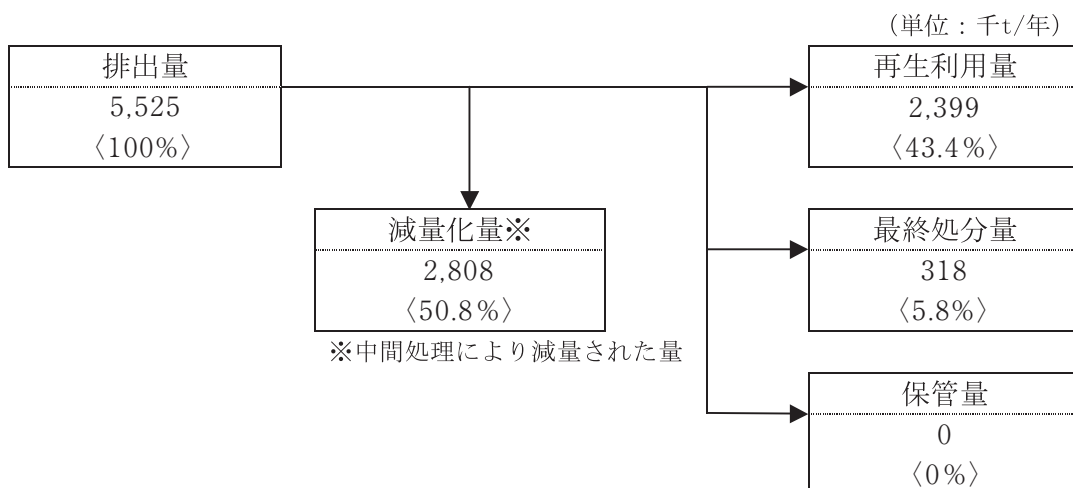 (単位：千t/年)
排出量
5,525
〈100%〉
再生利用量
2,399
〈43.4%〉
減量化量※
2,808
〈50.8%〉
※中間処理により減量された量
最終処分量
318
〈5.8%〉
保管量
0
〈0%〉